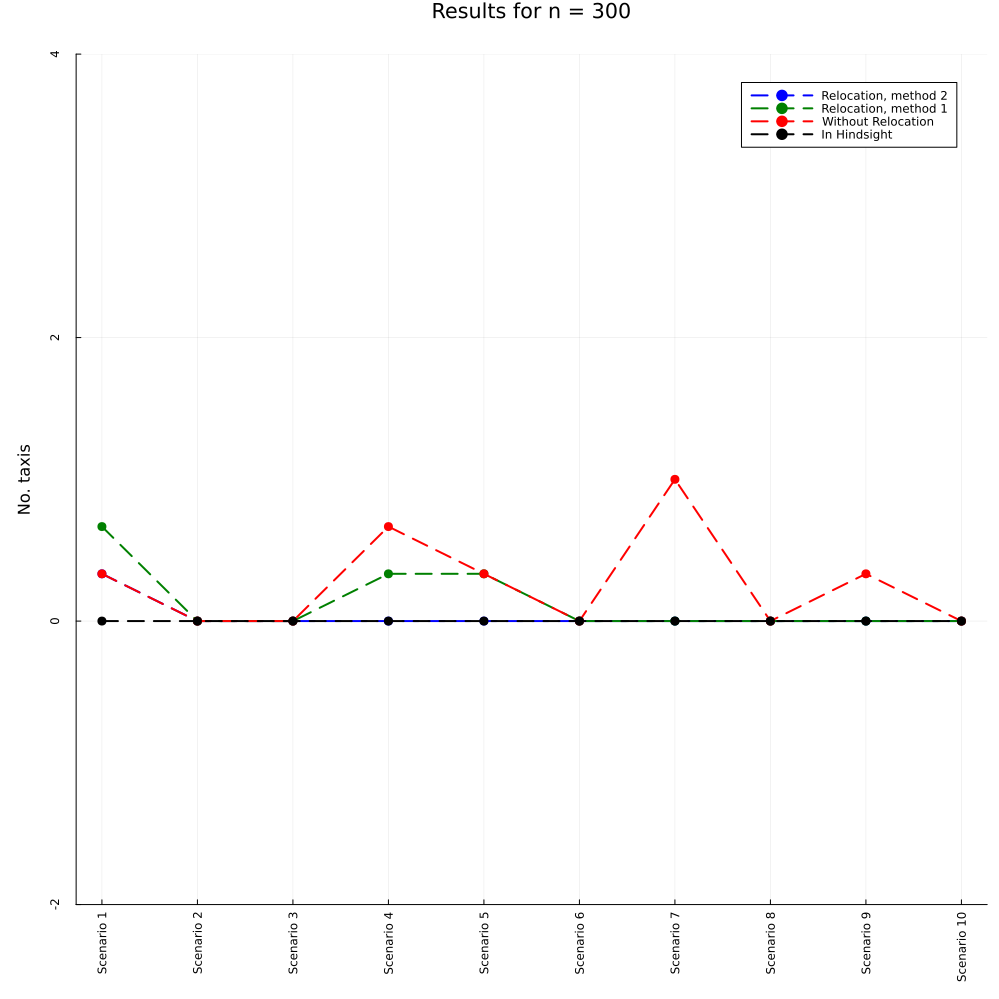 Results for n = 300
4
2
0
-2
No. taxis
Relocation, method 2
Relocation, method 1
Without Relocation
In Hindsight
Scenario 1
Scenario 2
Scenario 3
Scenario 4
Scenario 5
Scenario 6
Scenario 7
Scenario 8
Scenario 9
Scenario 10